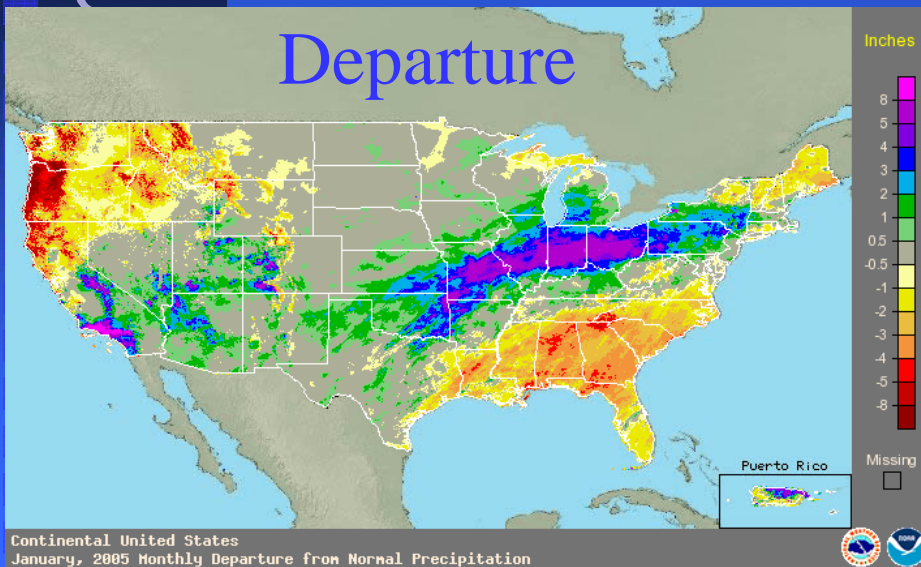 Departure
Inches
8
5
4
3
2
1
0.5
-0.5
-1
-2
-3
-4
-5
-8
Missing
Puerto Rico
Continental United States
January, 2005 Monthly Departure from Normal Precipitation
NOAA